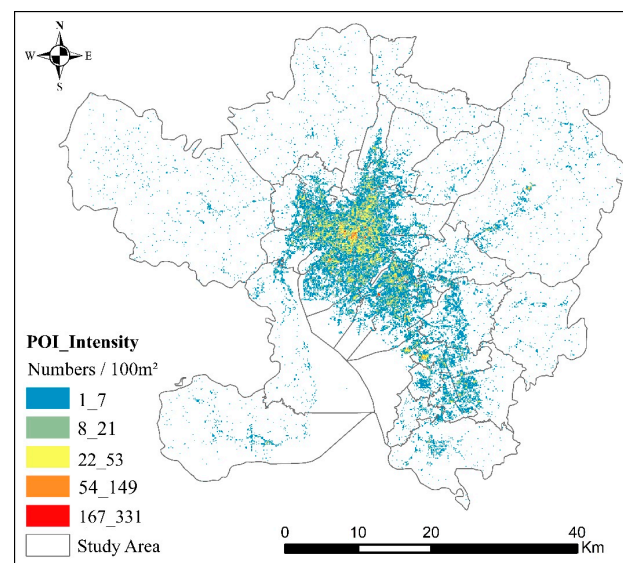 N
W E
S
POI_Intensity
Numbers / 100m²
1_7
8_21
22_53
54_149
167_331
Study Area
0 10 20 40
Km